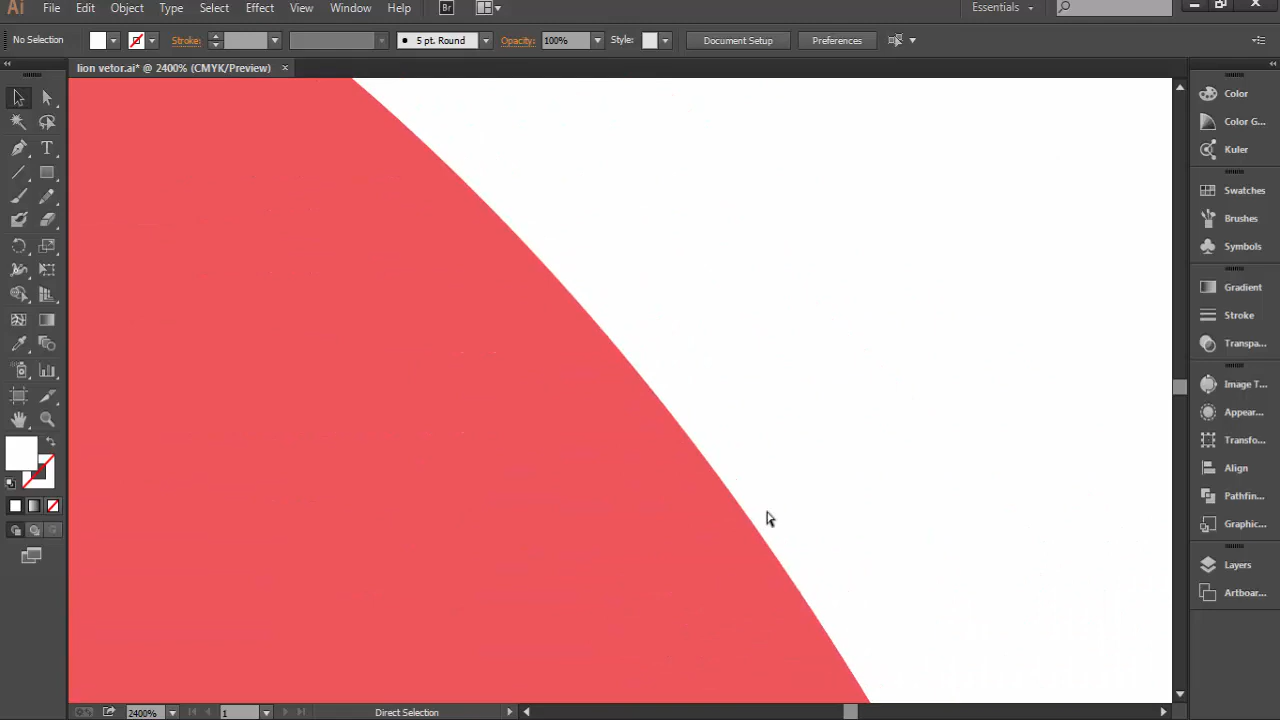 Ai File Edit Object Type Select Effect View Window Help Br Essentials
No Selection Stroke: 5 pt. Round Opacity: 100% Style: Document Setup Preferences
lion vetor.ai* @ 2400% (CMYK/Preview) ×
Color
Color G...
Kuler
Swatches
Brushes
Symbols
Gradient
Stroke
Transpa...
Image T...
Appear...
Transfo...
Align
Pathfin...
Graphic...
Layers
Artboar...
T
2400% 1 Direct Selection